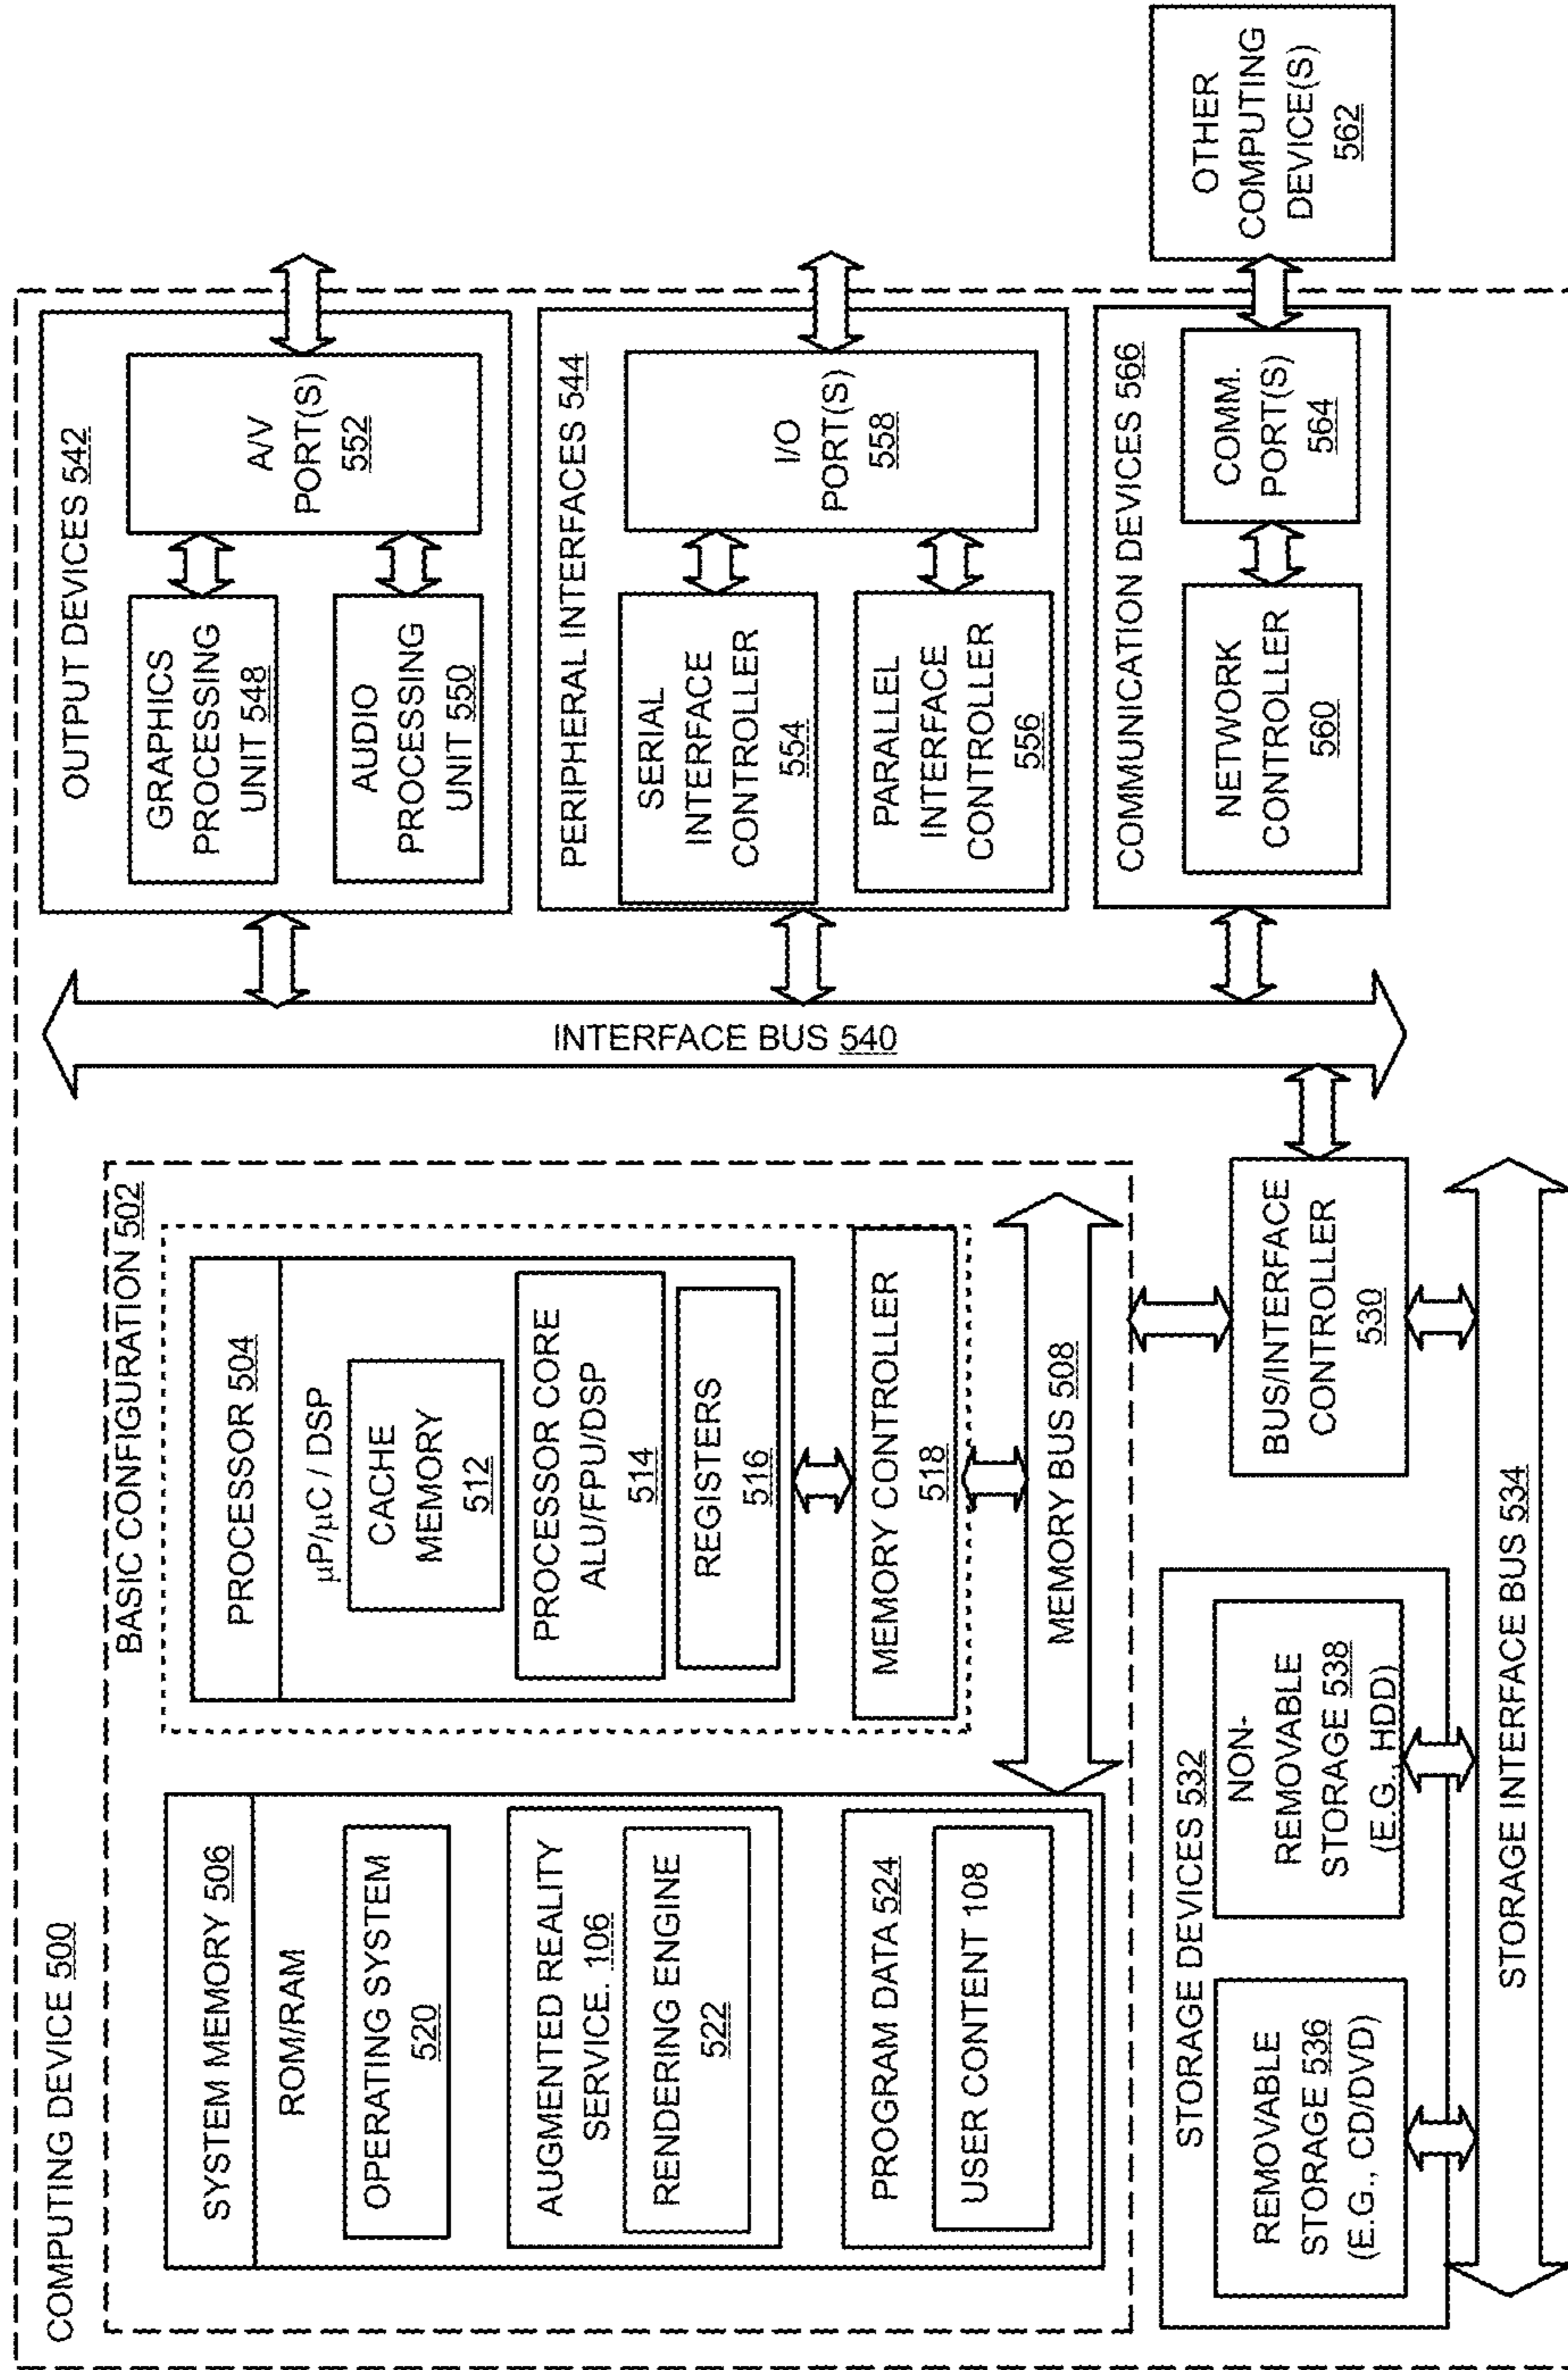 COMPUTING DEVICE 500
BASIC CONFIGURATION 502
SYSTEM MEMORY 506
ROM/RAM
OPERATING SYSTEM
520
AUGMENTED REALITY
SERVICE. 106
RENDERING ENGINE
522
PROGRAM DATA 524
USER CONTENT 108
PROCESSOR 504
µP/µC / DSP
CACHE
MEMORY
512
PROCESSOR CORE
ALU/FPU/DSP
514
REGISTERS
516
MEMORY CONTROLLER
518
MEMORY BUS 508
STORAGE DEVICES 532
REMOVABLE
STORAGE 536
(E.G., CD/DVD)
NON-
REMOVABLE
STORAGE 538
(E.G., HDD)
BUS/INTERFACE
CONTROLLER
530
STORAGE INTERFACE BUS 534
INTERFACE BUS 540
OUTPUT DEVICES 542
GRAPHICS
PROCESSING
UNIT 548
AUDIO
PROCESSING
UNIT 550
A/V
PORT(S)
552
PERIPHERAL INTERFACES 544
SERIAL
INTERFACE
CONTROLLER
554
PARALLEL
INTERFACE
CONTROLLER
556
I/O
PORT(S)
558
COMMUNICATION DEVICES 566
NETWORK
CONTROLLER
560
COMM.
PORT(S)
564
OTHER
COMPUTING
DEVICE(S)
562